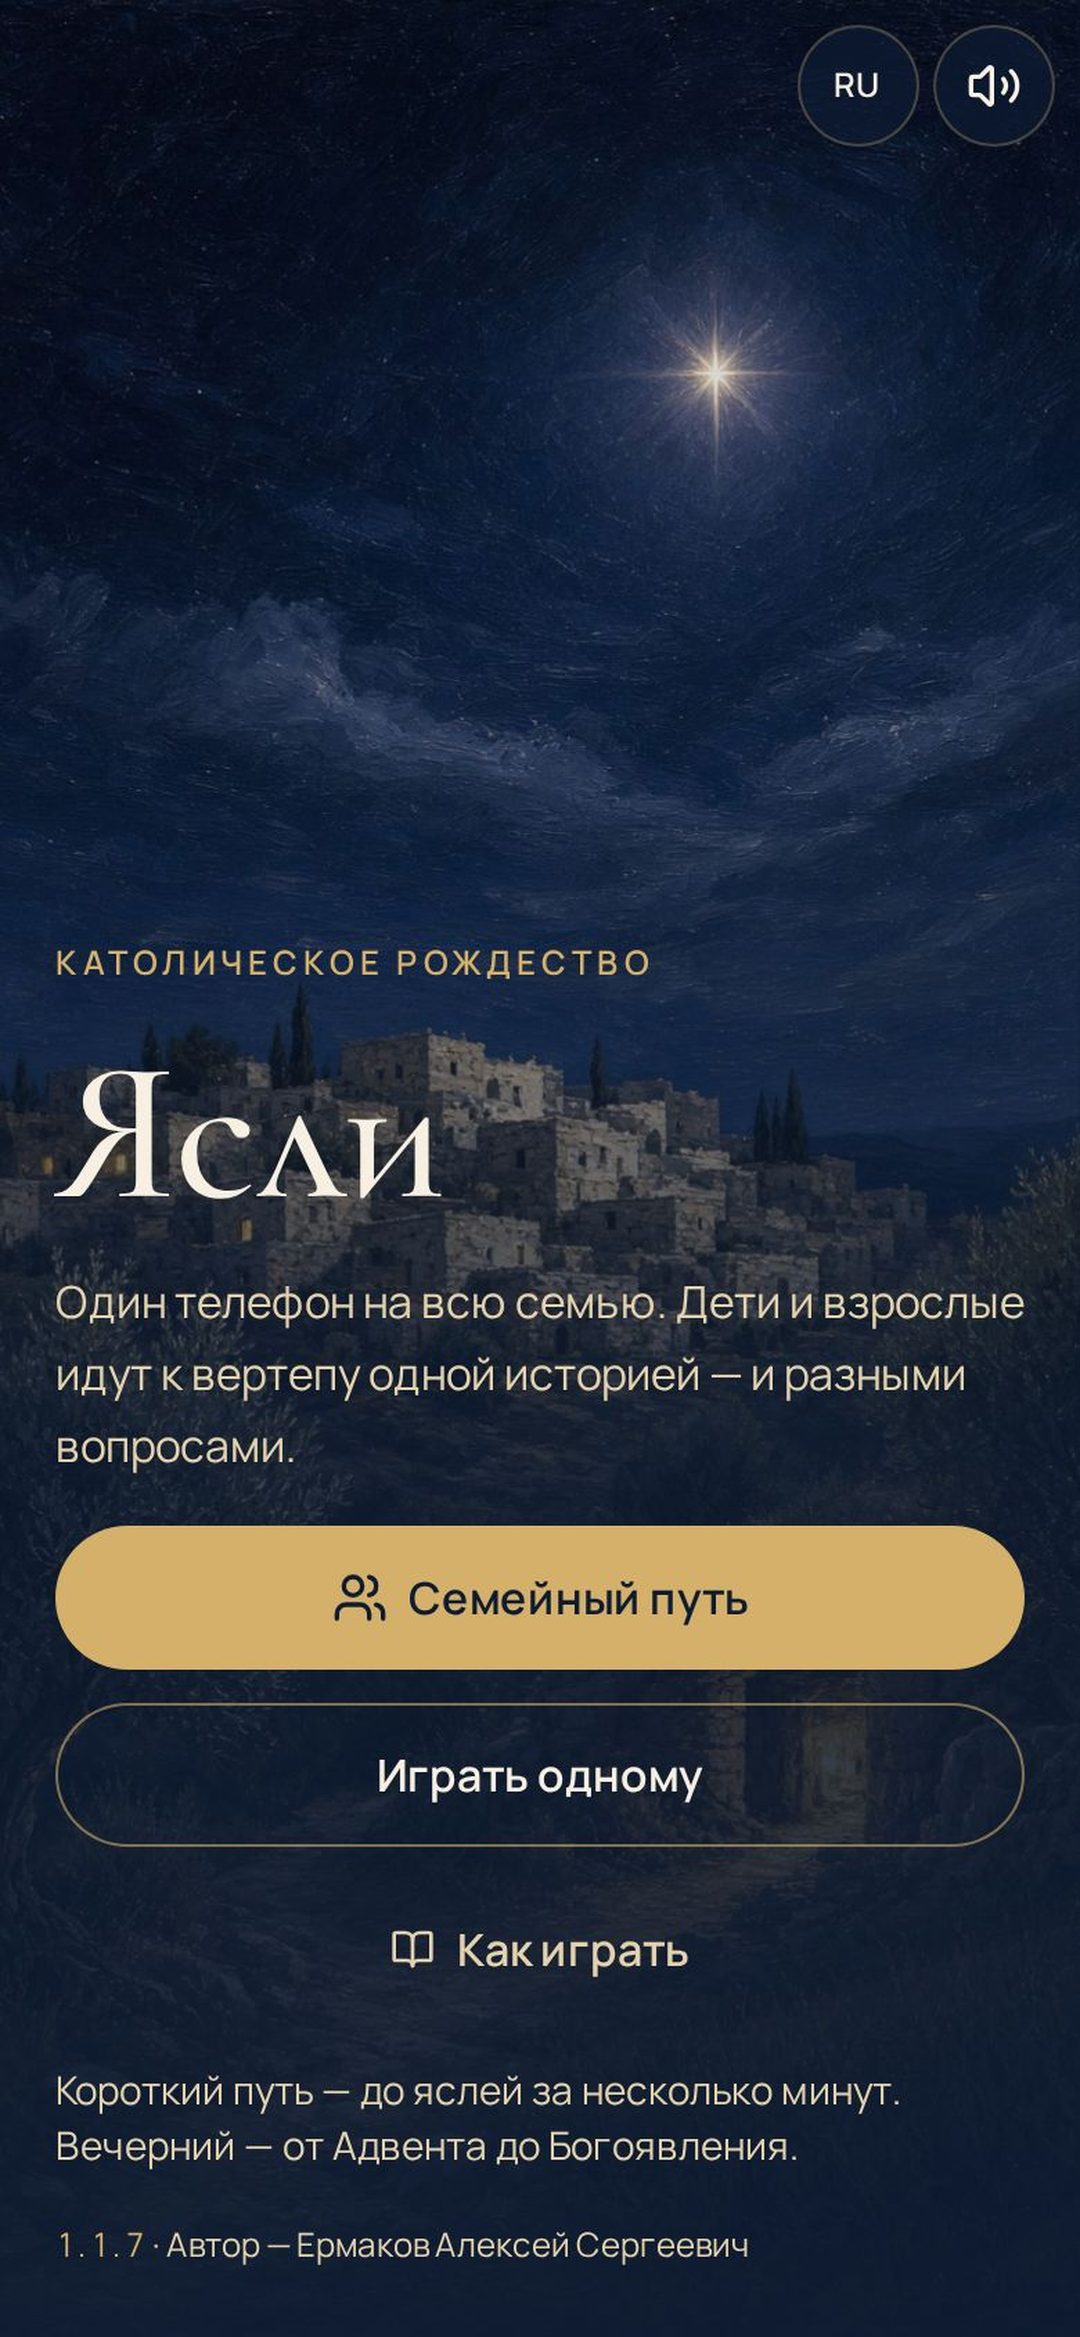 RU
КАТОЛИЧЕСКОЕ РОЖДЕСТВО
Ясли
Один телефон на всю семью. Дети и взрослые
идут к вертепу одной историей — и разными
вопросами.
Семейный путь
Играть одному
Как играть
Короткий путь — до яслей за несколько минут.
Вечерний — от Адвента до Богоявления.
1.1.7 · Автор — Ермаков Алексей Сергеевич